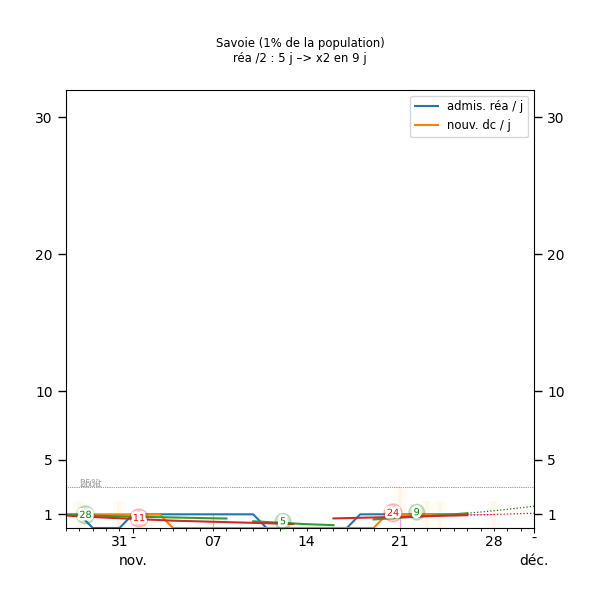 Savoie (1% de la population)
réa /2 : 5 j –> x2 en 9 j
admis. réa / j
nouv. dc / j
30 30
20 20
10 10
5 5
1 1
28 11 5 24 9
31 - 07 14 21 28 -
nov. déc.